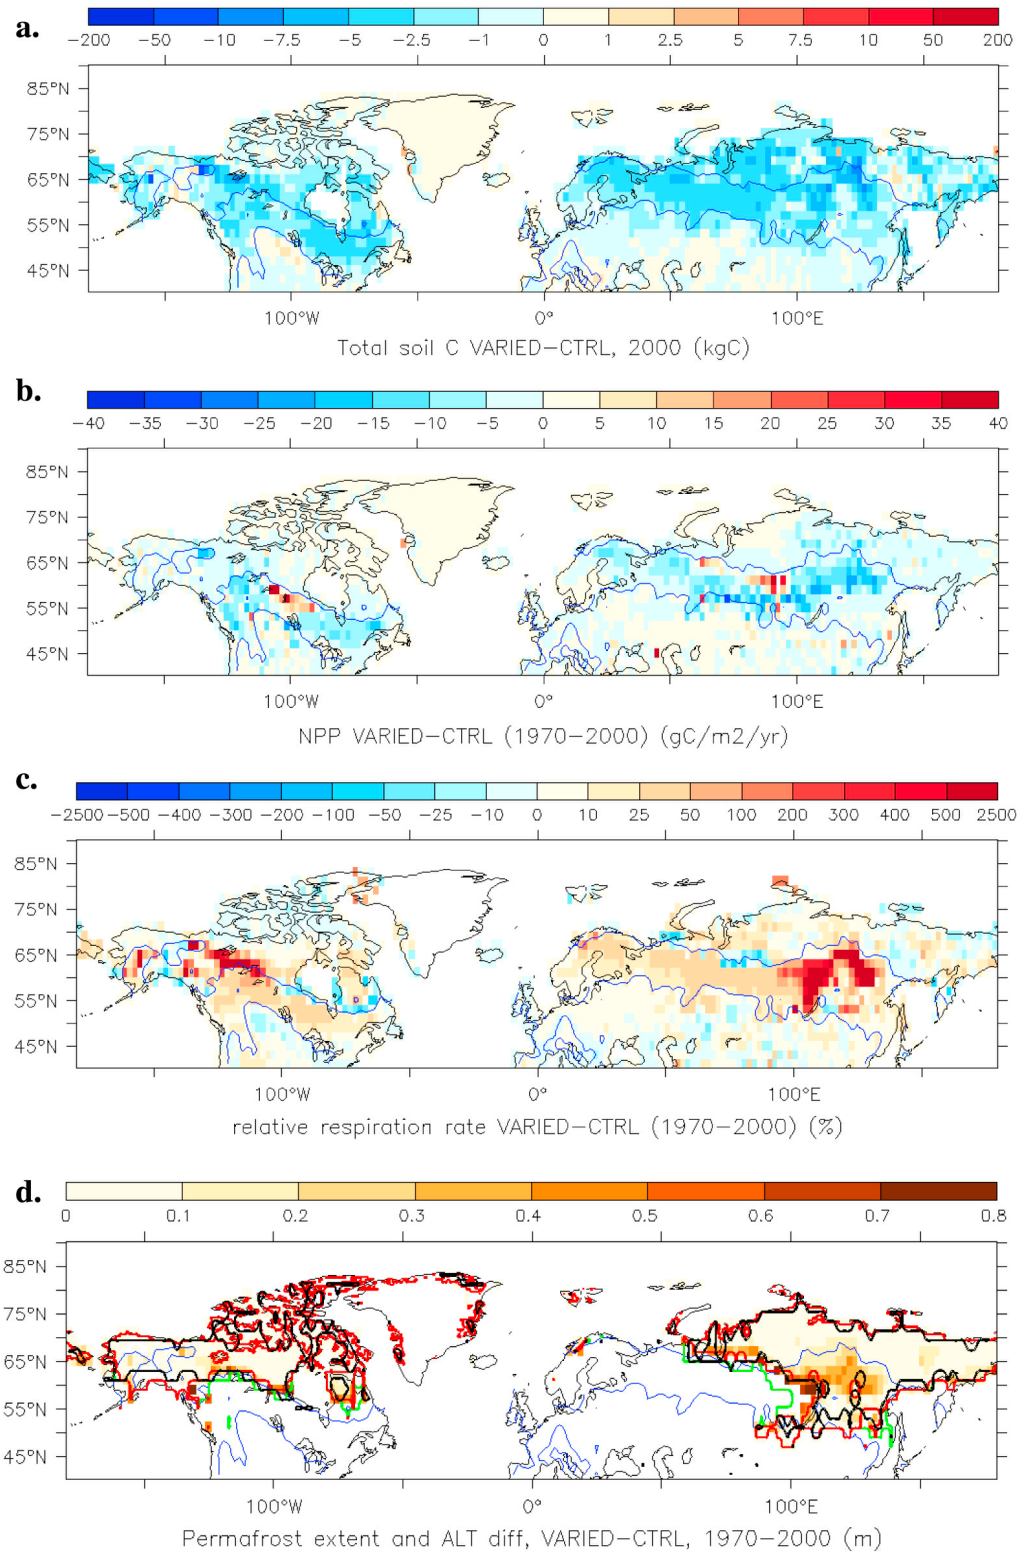 a.
−200 −50 −10 −7.5 −5 −2.5 −1 0 1 2.5 5 7.5 10 50 200
85°N
75°N
65°N
55°N
45°N
100°W 0° 100°E
Total soil C VARIED−CTRL, 2000 (kgC)
b.
−40 −35 −30 −25 −20 −15 −10 −5 0 5 10 15 20 25 30 35 40
85°N
75°N
65°N
55°N
45°N
100°W 0° 100°E
NPP VARIED−CTRL (1970−2000) (gC/m2/yr)
c.
−2500 −500 −400 −300 −200 −100 −50 −25 −10 0 10 25 50 100 200 300 400 500 2500
85°N
75°N
65°N
55°N
45°N
100°W 0° 100°E
relative respiration rate VARIED−CTRL (1970−2000) (%)
d.
0 0.1 0.2 0.3 0.4 0.5 0.6 0.7 0.8
85°N
75°N
65°N
55°N
45°N
100°W 0° 100°E
Permafrost extent and ALT diff, VARIED−CTRL, 1970−2000 (m)